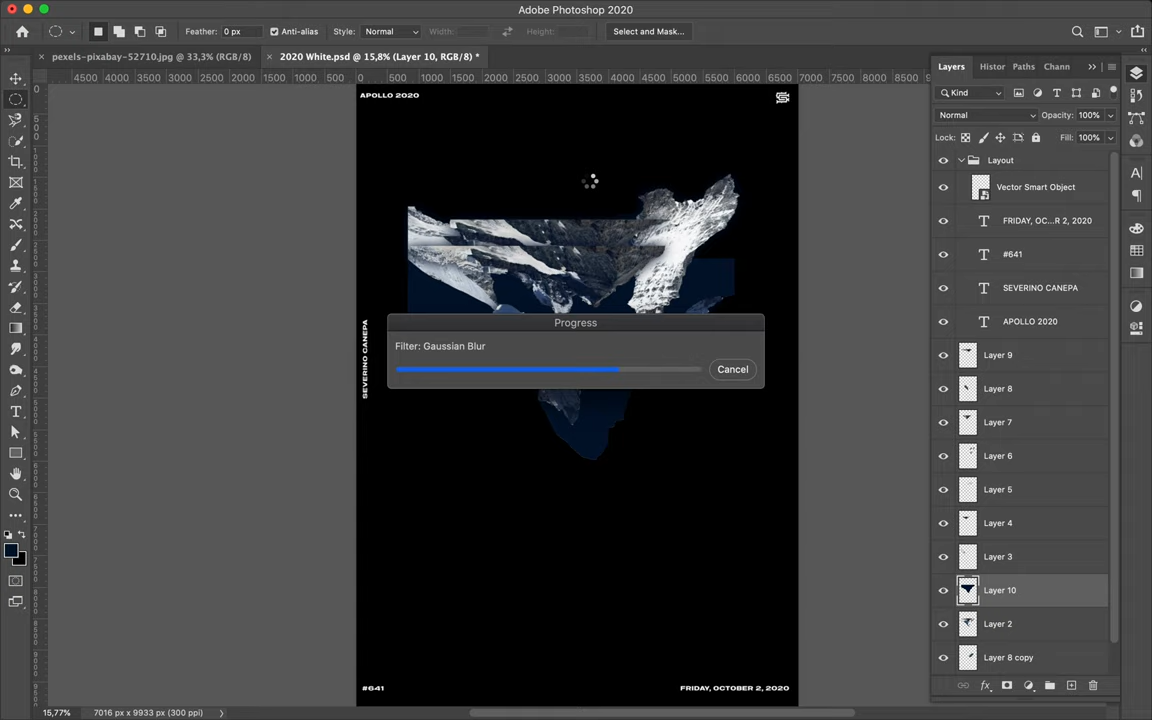 Adobe Photoshop 2020
Feather: 0 px
Anti-alias
Style: Normal
Width:
Height:
Select and Mask...
pexels-pixabay-52710.jpg @ 33,3% (RGB/8)
2020 White.psd @ 15,8% (Layer 10, RGB/8) *
4500 4000 3500 3000 2500 2000 1500 1000 500 0 500 1000 1500 2000 2500 3000 3500 4000 4500 5000 5500 6000 6500 7000 7500 8000 8500 9000
Layers Histor Paths Chann
Kind
Normal Opacity: 100%
Lock: Fill: 100%
Layout
Vector Smart Object
FRIDAY, OC...R 2, 2020
#641
SEVERINO CANEPA
APOLLO 2020
Layer 9
Layer 8
Layer 7
Layer 6
Layer 5
Layer 4
Layer 3
Layer 10
Layer 2
Layer 8 copy
APOLLO 2020
SEVERINO CANEPA
Progress
Filter: Gaussian Blur
Cancel
#641
FRIDAY, OCTOBER 2, 2020
15,77%
7016 px x 9933 px (300 ppi)